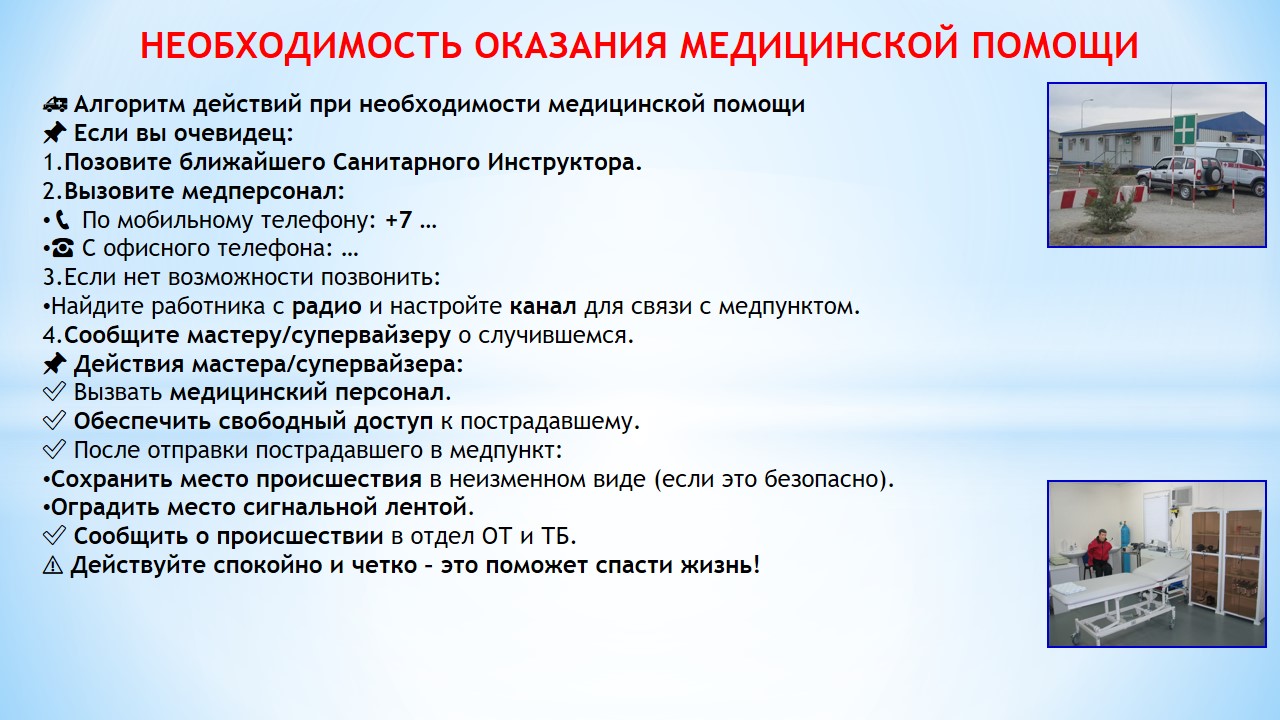 НЕОБХОДИМОСТЬ ОКАЗАНИЯ МЕДИЦИНСКОЙ ПОМОЩИ
🚑 Алгоритм действий при необходимости медицинской помощи
📌 Если вы очевидец:
1.Позовите ближайшего Санитарного Инструктора.
2.Вызовите медперсонал:
•📞 По мобильному телефону: +7 …
•☎ С офисного телефона: …
3.Если нет возможности позвонить:
•Найдите работника с радио и настройте канал для связи с медпунктом.
4.Сообщите мастеру/супервайзеру о случившемся.
📌 Действия мастера/супервайзера:
✅ Вызвать медицинский персонал.
✅ Обеспечить свободный доступ к пострадавшему.
✅ После отправки пострадавшего в медпункт:
•Сохранить место происшествия в неизменном виде (если это безопасно).
•Оградить место сигнальной лентой.
✅ Сообщить о происшествии в отдел ОТ и ТБ.
⚠ Действуйте спокойно и четко – это поможет спасти жизнь!